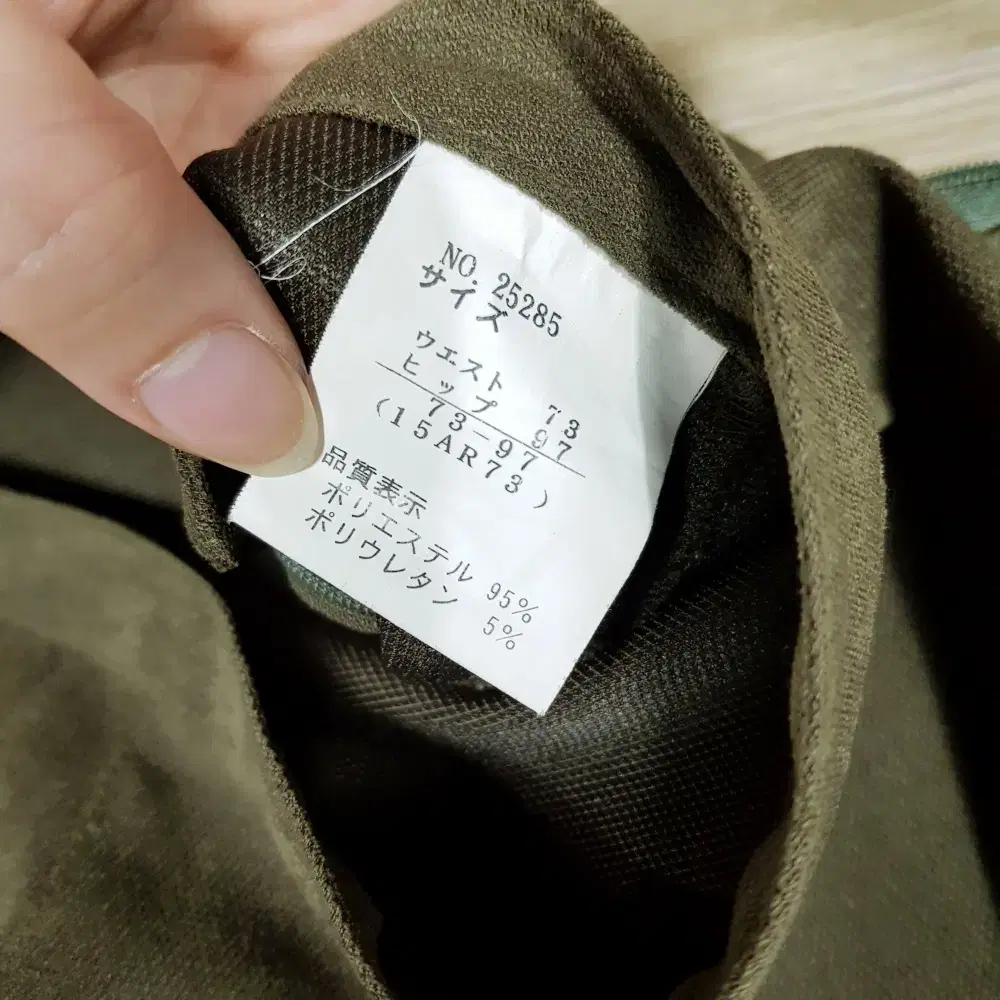 NO. 25285
サイズ
ウエスト 73
ヒップ 97
73-97
(15AR73)
品質表示
ポリエステル 95%
ポリウレタン 5%